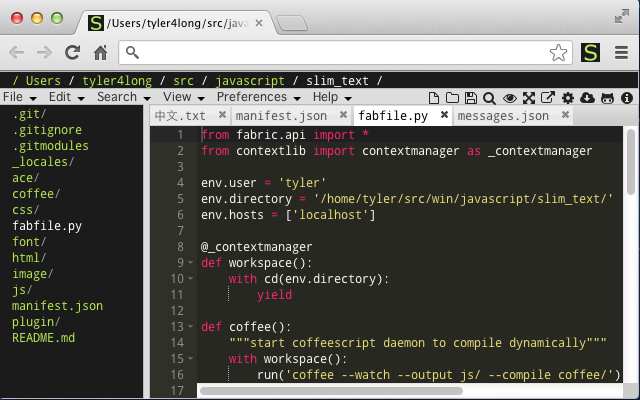 S /Users/tyler4long/src/java
S
/ Users / tyler4long / src / javascript / slim_text /
File Edit Search View Preferences Help
.git/
.gitignore
.gitmodules
_locales/
ace/
coffee/
css/
fabfile.py
font/
html/
image/
js/
manifest.json
plugin/
README.md
中文.txt manifest.json fabfile.py messages.json
1 from fabric.api import *
2 from contextlib import contextmanager as _contextmanager
3
4 env.user = 'tyler'
5 env.directory = '/home/tyler/src/win/javascript/slim_text/'
6 env.hosts = ['localhost']
7
8 @_contextmanager
9 def workspace():
10 with cd(env.directory):
11 yield
12
13 def coffee():
14 """start coffeescript daemon to compile dynamically"""
15 with workspace():
16 run('coffee --watch --output js/ --compile coffee/')
17